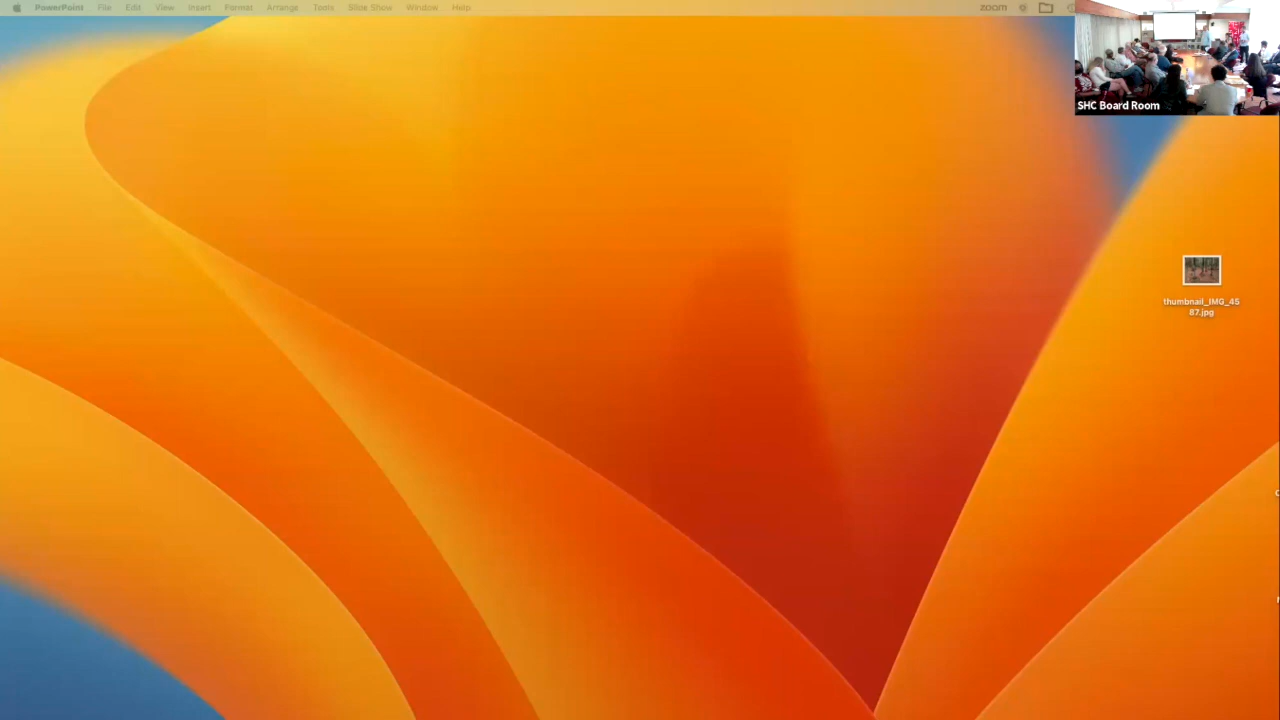 PowerPoint File Edit View Insert Format Arrange Tools Slide Show Window Help zoom
SHC Board Room
thumbnail_IMG_45
87.jpg